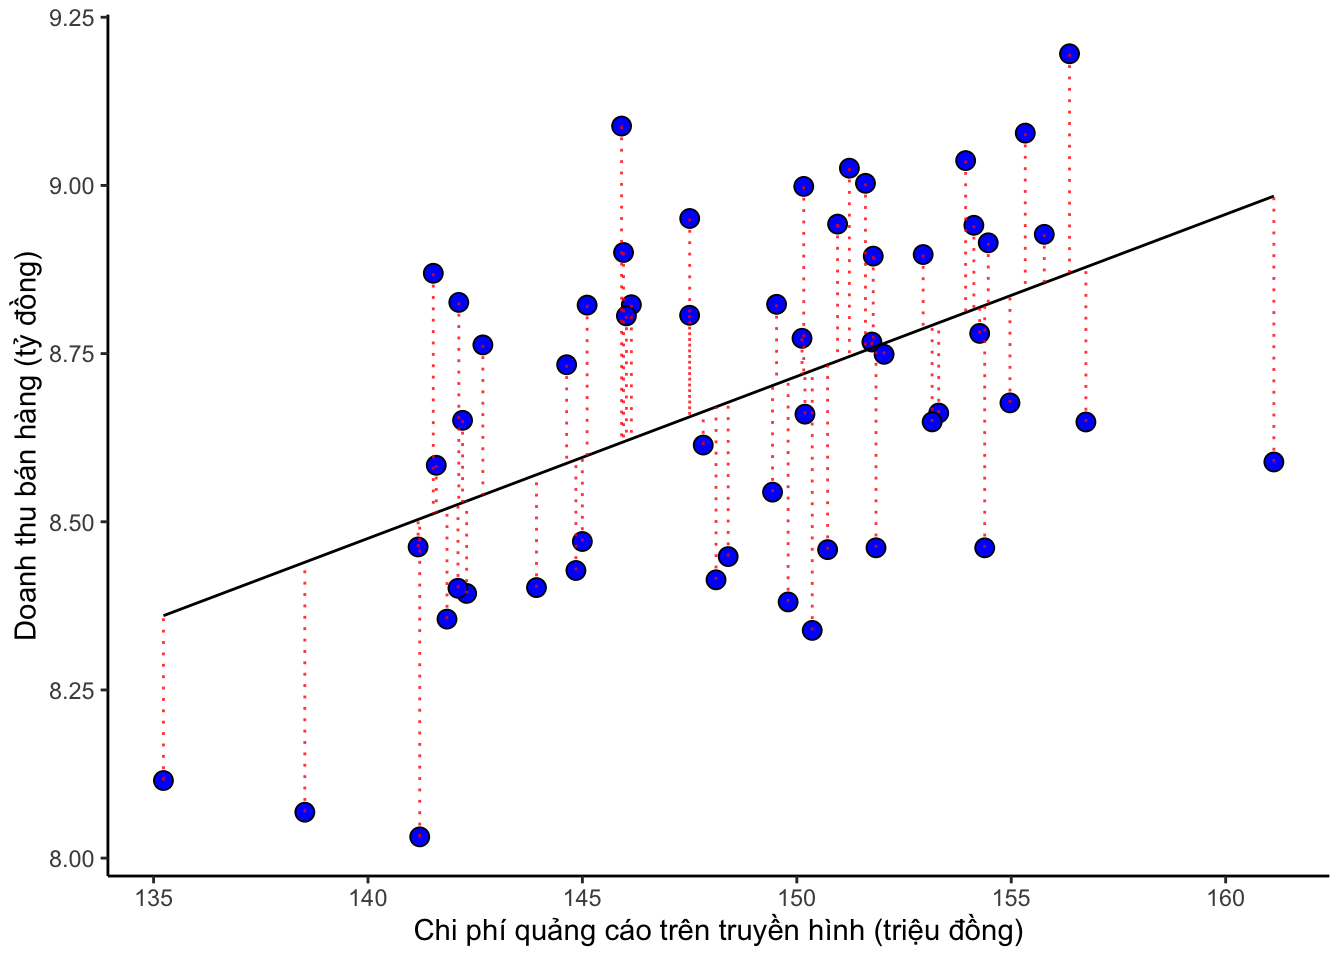 Doanh thu bán hàng (tỷ đồng)
9.25
9.00
8.75
8.50
8.25
8.00
135 140 145 150 155 160
Chi phí quảng cáo trên truyền hình (triệu đồng)